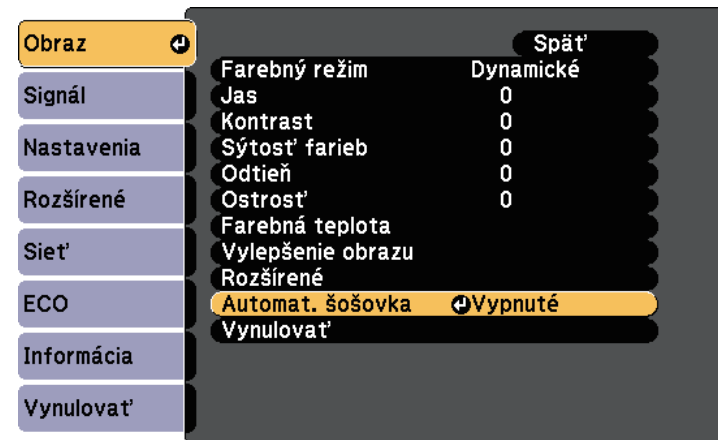 Obraz
Signál
Nastavenia
Rozšírené
Sieť
ECO
Informácia
Vynulovať
Späť
Farebný režim Dynamické
Jas 0
Kontrast 0
Sýtosť farieb 0
Odtieň 0
Ostrosť 0
Farebná teplota
Vylepšenie obrazu
Rozšírené
Automat. šošovka Vypnuté
Vynulovať